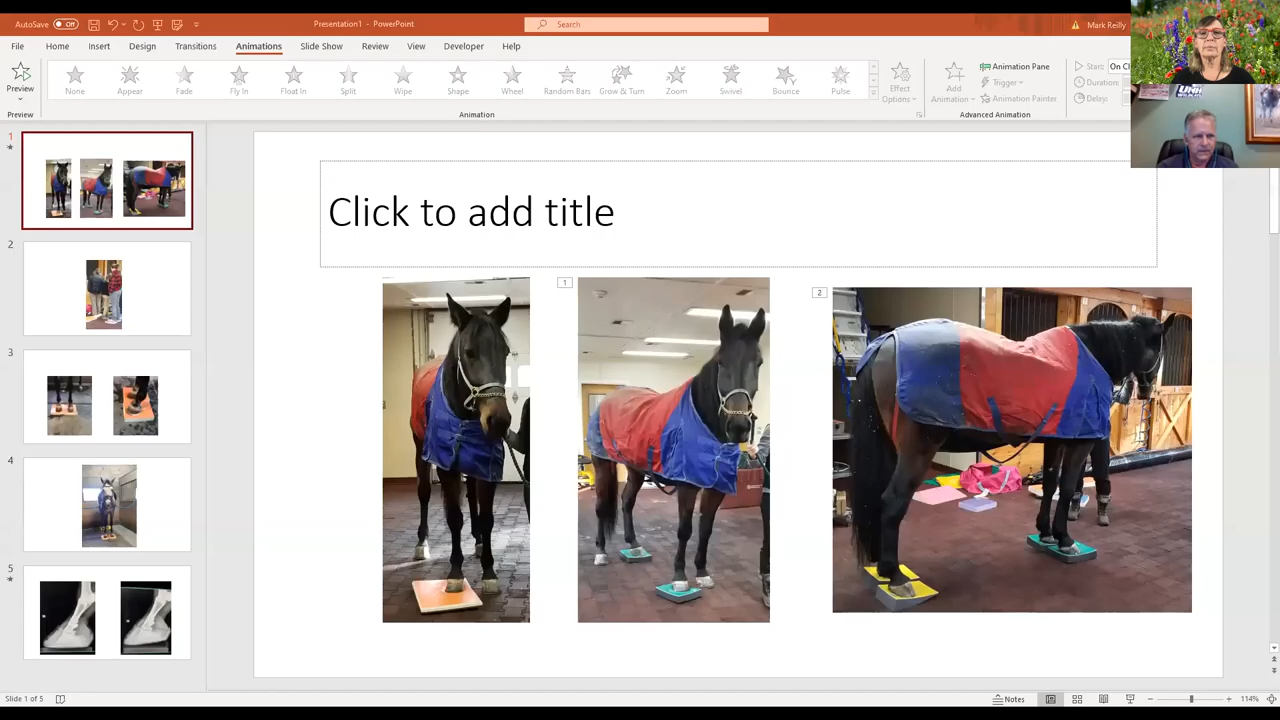 AutoSave Off
Presentation1 - PowerPoint
Search
Mark Reilly
File Home Insert Design Transitions Animations Slide Show Review View Developer Help
Preview
None Appear Fade Fly In Float In Split Wipe Shape Wheel Random Bars Grow & Turn Zoom Swivel Bounce Pulse
Effect Options
Add Animation
Animation Pane
Trigger
Animation Painter
Start: On Cl
Duration:
Delay:
Preview
Animation
Advanced Animation
UNH
1
2
3
4
5
Click to add title
1
2
Slide 1 of 5
Notes
114%